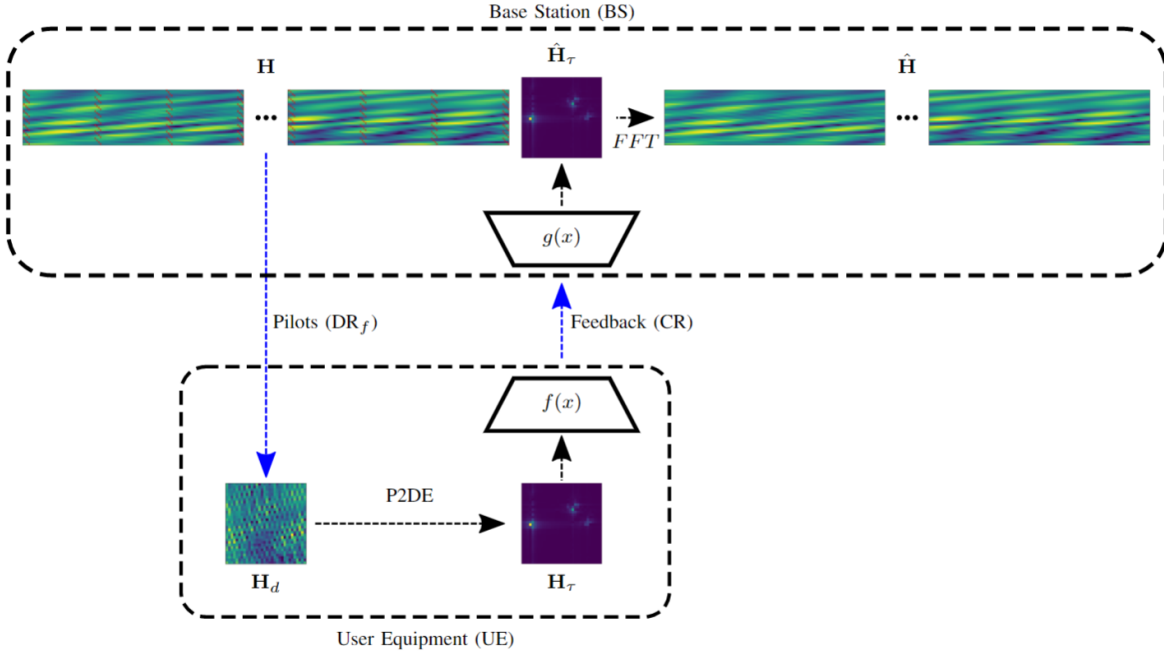 Base Station (BS)
H
Ĥ_τ
Ĥ
...
...
FFT
g(x)
Pilots (DR_f)
Feedback (CR)
f(x)
P2DE
H_d
H_τ
User Equipment (UE)